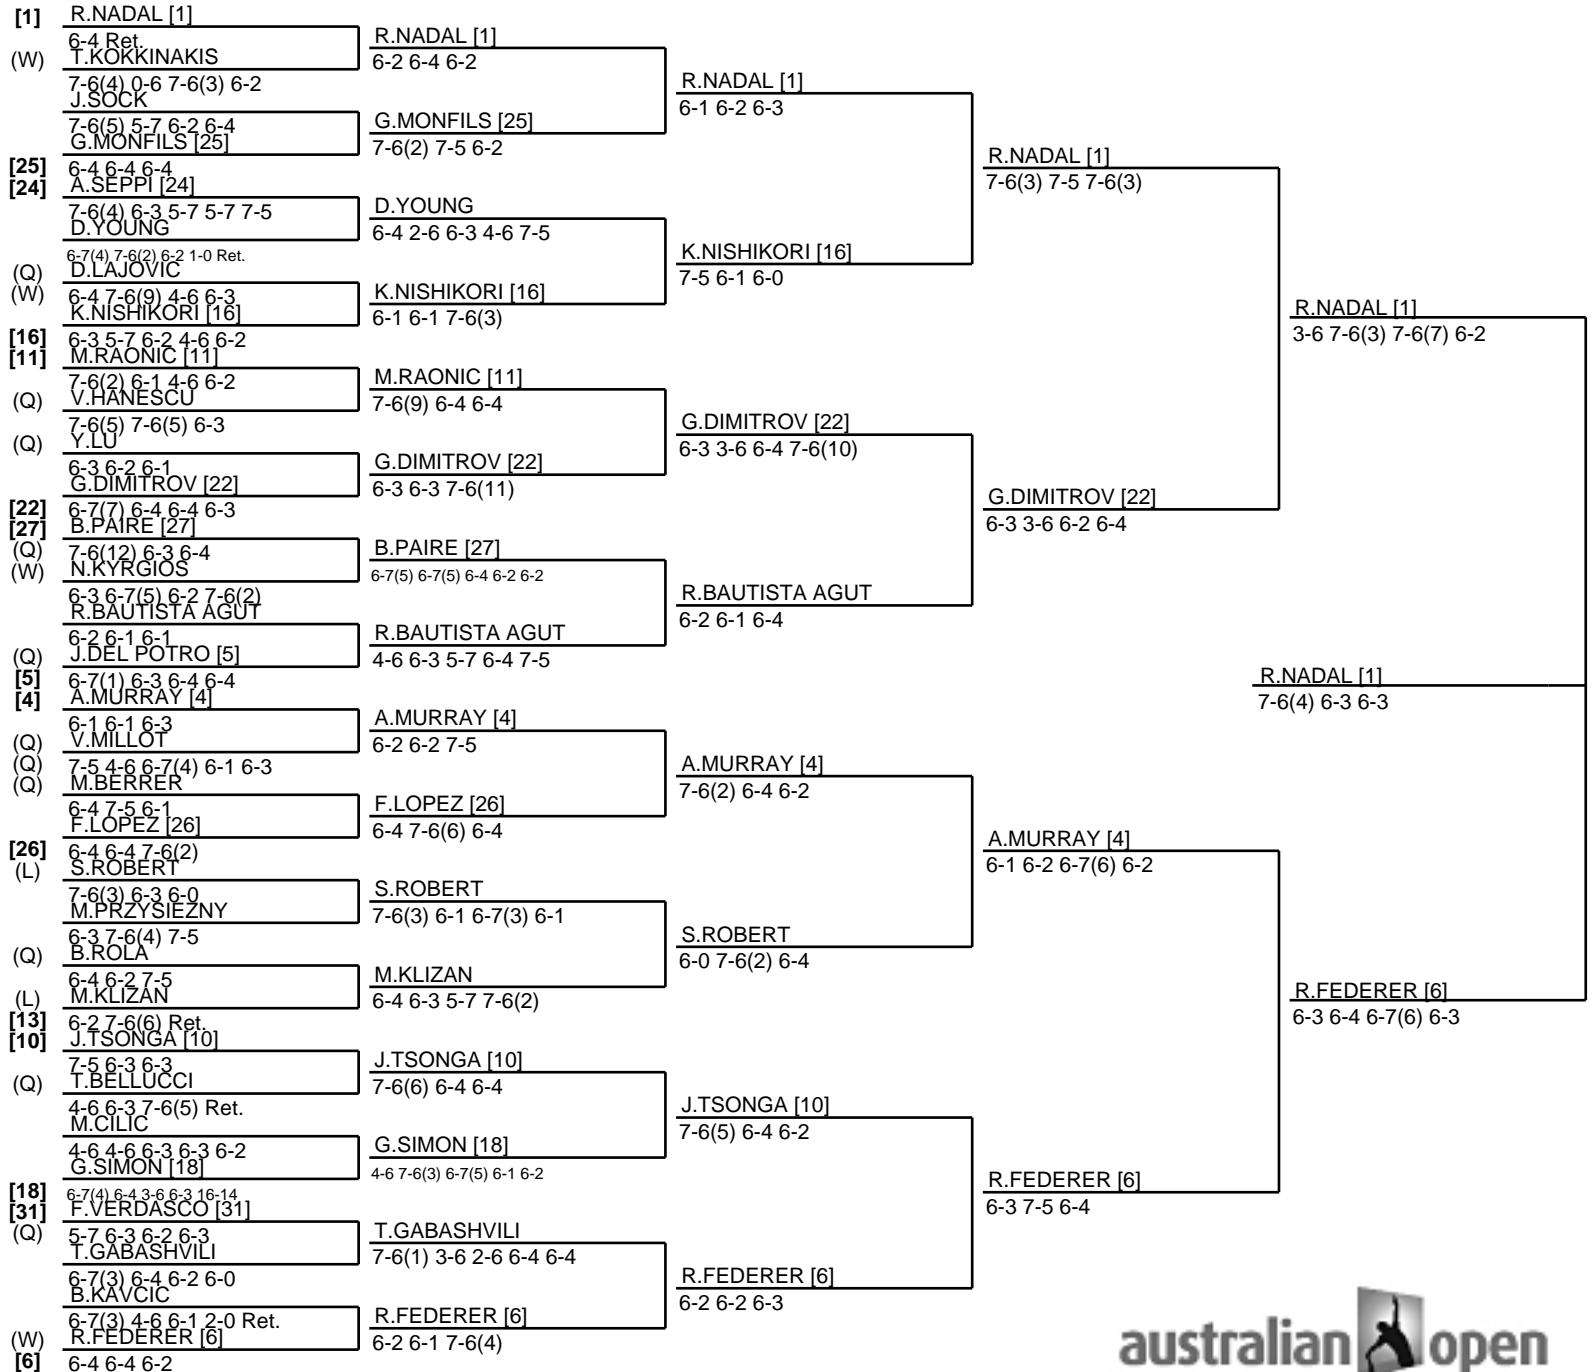 [1]
R.NADAL [1]
6-4 Ret.
(W)
T.KOKKINAKIS
7-6(4) 0-6 7-6(3) 6-2
J.SOCK
7-6(5) 5-7 6-2 6-4
G.MONFILS [25]
[25]
6-4 6-4 6-4
[24]
A.SEPPI [24]
7-6(4) 6-3 5-7 5-7 7-5
D.YOUNG
6-7(4) 7-6(2) 6-2 1-0 Ret.
(Q)
D.LAJOVIC
(W)
6-4 7-6(9) 4-6 6-3
K.NISHIKORI [16]
[16]
6-3 5-7 6-2 4-6 6-2
[11]
M.RAONIC [11]
7-6(2) 6-1 4-6 6-2
(Q)
V.HANESCU
7-6(5) 7-6(5) 6-3
(Q)
Y.LU
6-3 6-2 6-1
G.DIMITROV [22]
[22]
6-7(7) 6-4 6-4 6-3
[27]
B.PAIRE [27]
(Q)
7-6(12) 6-3 6-4
(W)
N.KYRGIOS
6-3 6-7(5) 6-2 7-6(2)
R.BAUTISTA AGUT
6-2 6-1 6-1
(Q)
J.DEL POTRO [5]
[5]
6-7(1) 6-3 6-4 6-4
[4]
A.MURRAY [4]
6-1 6-1 6-3
(Q)
V.MILLOT
(Q)
7-5 4-6 6-7(4) 6-1 6-3
(Q)
M.BERRER
6-4 7-5 6-1
F.LOPEZ [26]
[26]
6-4 6-4 7-6(2)
(L)
S.ROBERT
7-6(3) 6-3 6-0
M.PRZYSIEZNY
6-3 7-6(4) 7-5
(Q)
B.ROLA
6-4 6-2 7-5
(L)
M.KLIZAN
[13]
6-2 7-6(6) Ret.
[10]
J.TSONGA [10]
7-5 6-3 6-3
(Q)
T.BELLUCCI
4-6 6-3 7-6(5) Ret.
M.CILIC
4-6 4-6 6-3 6-3 6-2
G.SIMON [18]
[18]
6-7(4) 6-4 3-6 6-3 16-14
[31]
F.VERDASCO [31]
(Q)
5-7 6-3 6-2 6-3
T.GABASHVILI
6-7(3) 6-4 6-2 6-0
B.KAVCIC
6-7(3) 4-6 6-1 2-0 Ret.
(W)
R.FEDERER [6]
[6]
6-4 6-4 6-2
R.NADAL [1]
6-2 6-4 6-2
G.MONFILS [25]
7-6(2) 7-5 6-2
D.YOUNG
6-4 2-6 6-3 4-6 7-5
K.NISHIKORI [16]
6-1 6-1 7-6(3)
M.RAONIC [11]
7-6(9) 6-4 6-4
G.DIMITROV [22]
6-3 6-3 7-6(11)
B.PAIRE [27]
6-7(5) 6-7(5) 6-4 6-2 6-2
R.BAUTISTA AGUT
4-6 6-3 5-7 6-4 7-5
A.MURRAY [4]
6-2 6-2 7-5
F.LOPEZ [26]
6-4 7-6(6) 6-4
S.ROBERT
7-6(3) 6-1 6-7(3) 6-1
M.KLIZAN
6-4 6-3 5-7 7-6(2)
J.TSONGA [10]
7-6(6) 6-4 6-4
G.SIMON [18]
4-6 7-6(3) 6-7(5) 6-1 6-2
T.GABASHVILI
7-6(1) 3-6 2-6 6-4 6-4
R.FEDERER [6]
6-2 6-1 7-6(4)
R.NADAL [1]
6-1 6-2 6-3
K.NISHIKORI [16]
7-5 6-1 6-0
G.DIMITROV [22]
6-3 3-6 6-4 7-6(10)
R.BAUTISTA AGUT
6-2 6-1 6-4
A.MURRAY [4]
7-6(2) 6-4 6-2
S.ROBERT
6-0 7-6(2) 6-4
J.TSONGA [10]
7-6(5) 6-4 6-2
R.FEDERER [6]
6-2 6-2 6-3
R.NADAL [1]
7-6(3) 7-5 7-6(3)
G.DIMITROV [22]
6-3 3-6 6-2 6-4
A.MURRAY [4]
6-1 6-2 6-7(6) 6-2
R.FEDERER [6]
6-3 7-5 6-4
R.NADAL [1]
3-6 7-6(3) 7-6(7) 6-2
R.FEDERER [6]
6-3 6-4 6-7(6) 6-3
R.NADAL [1]
7-6(4) 6-3 6-3
australian open